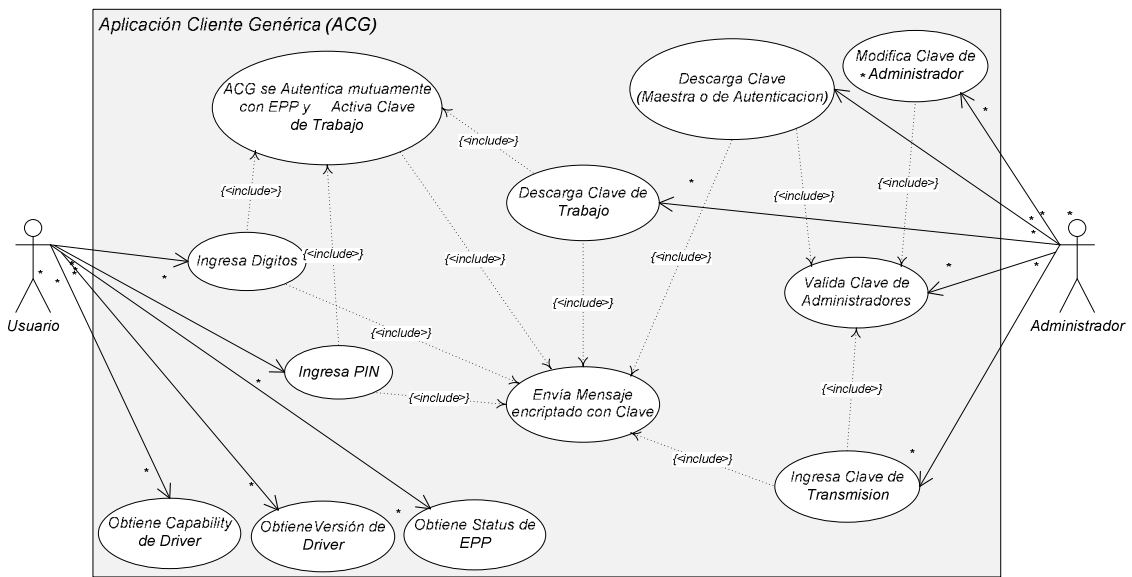 Aplicación Cliente Genérica (ACG)
ACG se Autentica mutuamente
con EPP y Activa Clave
de Trabajo
Descarga Clave
(Maestra o de Autenticacion)
Modifica Clave de
* Administrador
*
{<include>}
{<include>}
{<include>}
{<include>}
Descarga Clave de
Trabajo
*
{<include>}
* * *
*
Ingresa Digitos
*
{<include>}
{<include>}
{<include>}
Valida Clave de
Administradores
*
*
Usuario
* * *
*
Administrador
{<include>}
{<include>}
Ingresa PIN
*
{<include>}
Envía Mensaje
encriptado con Clave
{<include>}
{<include>}
*
*
*
Ingresa Clave de
Transmision
Obtiene Capability
de Driver
ObtieneVersión de
Driver
*
Obtiene Status de
EPP